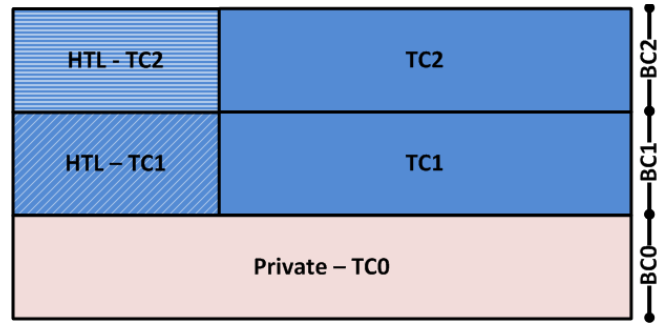 HTL - TC2
TC2
BC2
HTL – TC1
TC1
BC1
Private – TC0
BC0